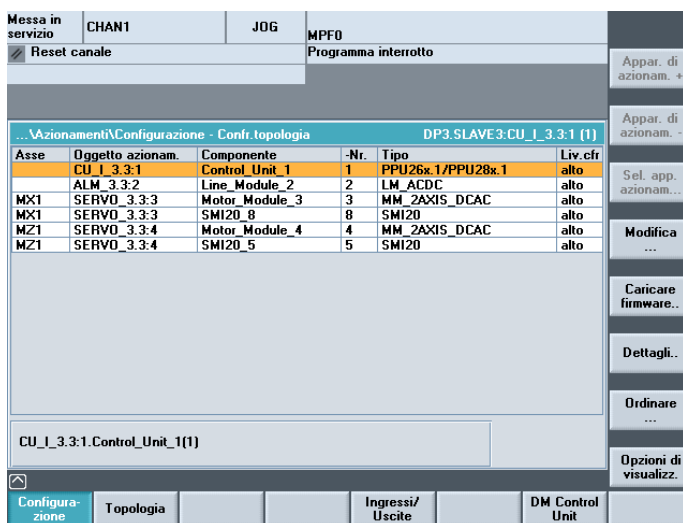 Messa in
servizio
CHAN1
JOG
MPF0
Reset canale
Programma interrotto
...\Azionamenti\Configurazione - Confr.topologia DP3.SLAVE3:CU_I_3.3:1 (1)
Asse Oggetto azionam. Componente -Nr. Tipo Liv.cfr
CU_I_3.3:1 Control_Unit_1 1 PPU26x.1/PPU28x.1 alto
ALM_3.3:2 Line_Module_2 2 LM_ACDC alto
MX1 SERVO_3.3:3 Motor_Module_3 3 MM_2AXIS_DCAC alto
MX1 SERVO_3.3:3 SMI20_8 8 SMI20 alto
MZ1 SERVO_3.3:4 Motor_Module_4 4 MM_2AXIS_DCAC alto
MZ1 SERVO_3.3:4 SMI20_5 5 SMI20 alto
CU_I_3.3:1.Control_Unit_1(1)
Appar. di
azionam. +
Appar. di
azionam. -
Sel. app.
azionam...
Modifica
...
Caricare
firmware..
Dettagli..
Ordinare
...
Opzioni di
visualizz.
Configura-
zione
Topologia
Ingressi/
Uscite
DM Control
Unit